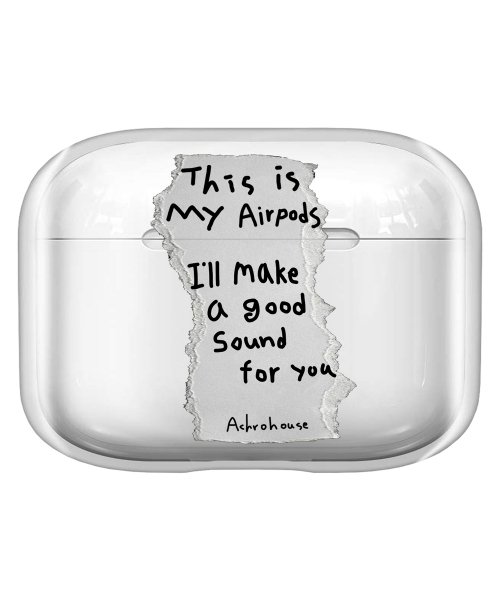 This is
MY Airpods
I'll make
a good
Sound
for you
Achrohouse